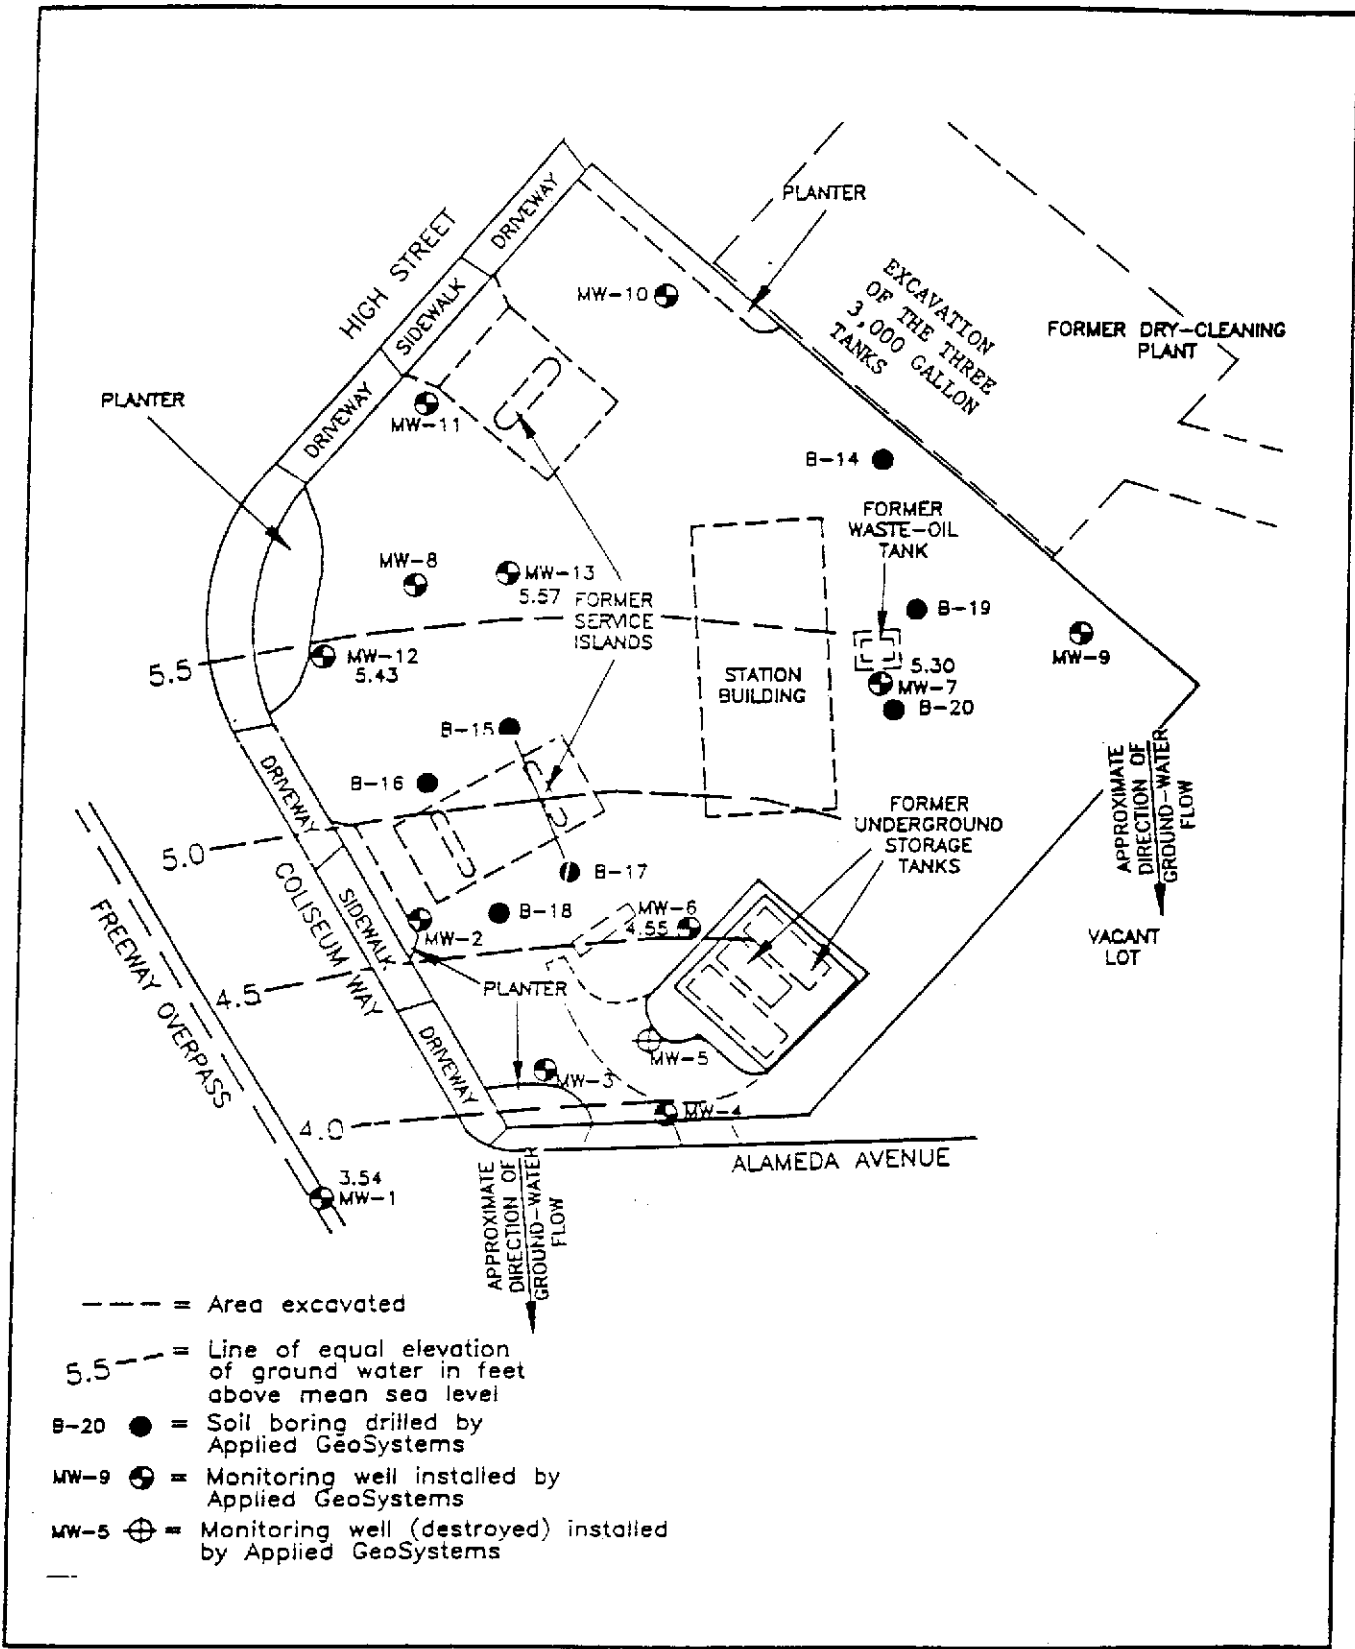 PLANTER
HIGH STREET
DRIVEWAY
SIDEWALK
DRIVEWAY
MW-10
EXCAVATION
OF THE THREE
3,000 GALLON
TANKS
FORMER DRY-CLEANING
PLANT
PLANTER
MW-11
B-14
FORMER
WASTE-OIL
TANK
MW-8
MW-13
5.57
FORMER
SERVICE
ISLANDS
B-19
MW-9
5.5
MW-12
5.43
STATION
BUILDING
5.30
MW-7
B-20
B-15
B-16
DRIVEWAY
APPROXIMATE
DIRECTION OF
GROUND-WATER
FLOW
FORMER
UNDERGROUND
STORAGE
TANKS
5.0
B-17
COLISEUM WAY
SIDEWALK
FREEWAY OVERPASS
B-18
MW-2
MW-6
4.55
VACANT
LOT
4.5
PLANTER
DRIVEWAY
MW-5
MW-3
MW-4
4.0
ALAMEDA AVENUE
3.54
MW-1
APPROXIMATE
DIRECTION OF
GROUND-WATER
FLOW
= Area excavated
5.5 = Line of equal elevation
of ground water in feet
above mean sea level
B-20 = Soil boring drilled by
Applied GeoSystems
MW-9 = Monitoring well installed by
Applied GeoSystems
MW-5 = Monitoring well (destroyed) installed
by Applied GeoSystems